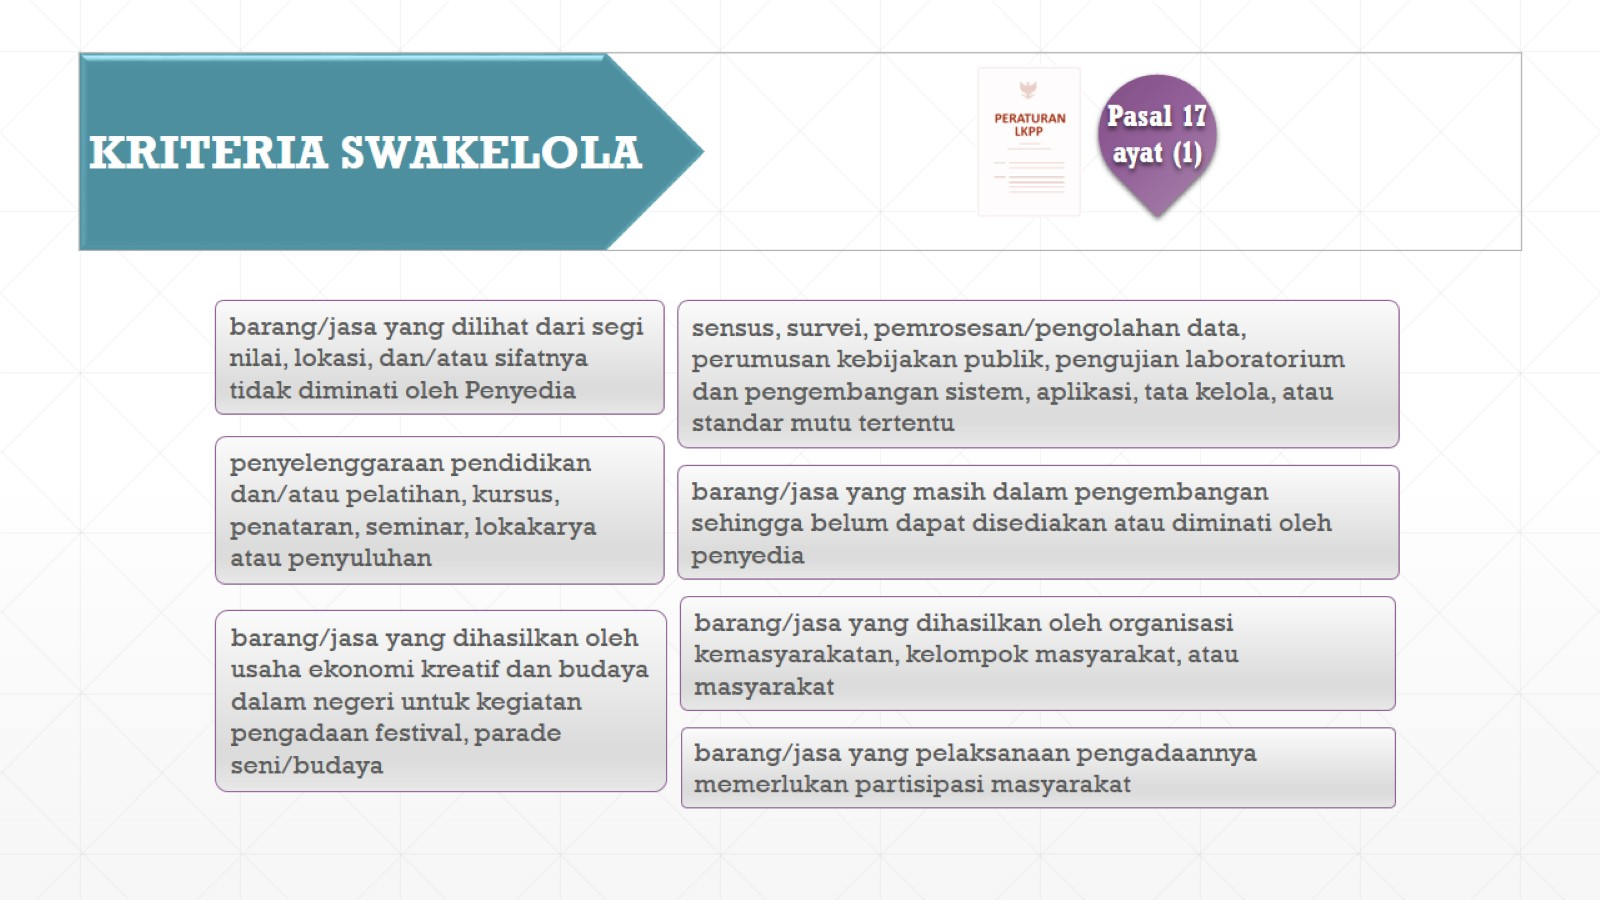 KRITERIA SWAKELOLA
PERATURAN
LKPP
Pasal 17
ayat (1)
barang/jasa yang dilihat dari segi
nilai, lokasi, dan/atau sifatnya
tidak diminati oleh Penyedia
penyelenggaraan pendidikan
dan/atau pelatihan, kursus,
penataran, seminar, lokakarya
atau penyuluhan
barang/jasa yang dihasilkan oleh
usaha ekonomi kreatif dan budaya
dalam negeri untuk kegiatan
pengadaan festival, parade
seni/budaya
sensus, survei, pemrosesan/pengolahan data,
perumusan kebijakan publik, pengujian laboratorium
dan pengembangan sistem, aplikasi, tata kelola, atau
standar mutu tertentu
barang/jasa yang masih dalam pengembangan
sehingga belum dapat disediakan atau diminati oleh
penyedia
barang/jasa yang dihasilkan oleh organisasi
kemasyarakatan, kelompok masyarakat, atau
masyarakat
barang/jasa yang pelaksanaan pengadaannya
memerlukan partisipasi masyarakat